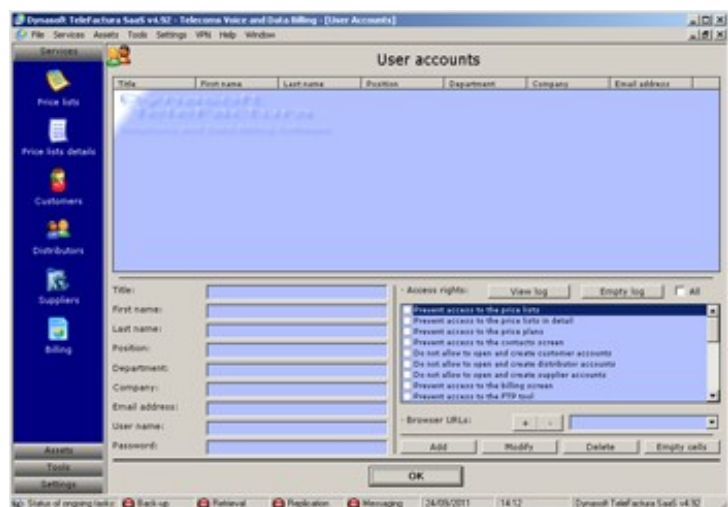 Dynasoft TeleFactura SaaS v4.92 - Telecoms Voice and Data Billing - [User Accounts]
File Services Assets Tools Settings VPN Help Window
Services
User accounts
Title First name Last name Position Department Company Email address
Dynasoft
TeleFactura
Price lists
Price lists details
Customers
Distributors
Suppliers
Billing
Assets
Tools
Settings
Title:
First name:
Last name:
Position:
Department:
Company:
Email address:
User name:
Password:
- Access rights: View log Empty log All
Prevent access to the price lists
Prevent access to the price lists in detail
Prevent access to the price plans
Prevent access to the contacts screen
Do not allow to open and create customer accounts
Do not allow to open and create distributor accounts
Do not allow to open and create supplier accounts
Prevent access to the billing screen
Prevent access to the FTP tool
- Browser URLs: + -
Add Modify Delete Empty cells
OK
Status of ongoing tasks: Back-up Retrieval Replication Messaging 24/09/2011 14:12 Dynasoft TeleFactura SaaS v4.92